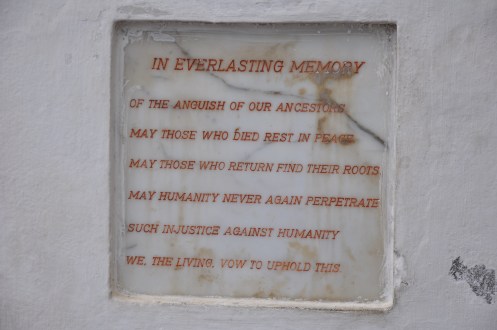 IN EVERLASTING MEMORY
OF THE ANGUISH OF OUR ANCESTORS.
MAY THOSE WHO DIED REST IN PEACE.
MAY THOSE WHO RETURN FIND THEIR ROOTS.
MAY HUMANITY NEVER AGAIN PERPETRATE
SUCH INJUSTICE AGAINST HUMANITY
WE, THE LIVING, VOW TO UPHOLD THIS.